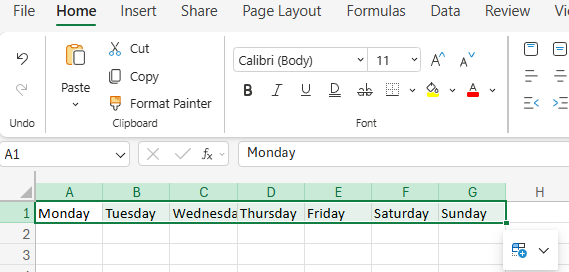 File Home Insert Share Page Layout Formulas Data Review Vi
Cut
Calibri (Body) 11 A^ A˅
Paste Copy
Format Painter B I U D ab A
Undo Clipboard Font
A1 fx Monday
A B C D E F G H
1 Monday Tuesday Wednesda Thursday Friday Saturday Sunday
2
3